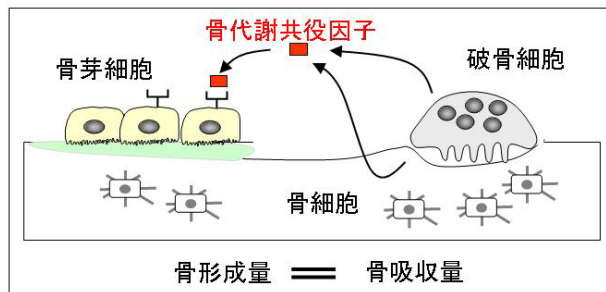 骨代謝共役因子
骨芽細胞
破骨細胞
骨細胞
骨形成量 = 骨吸収量